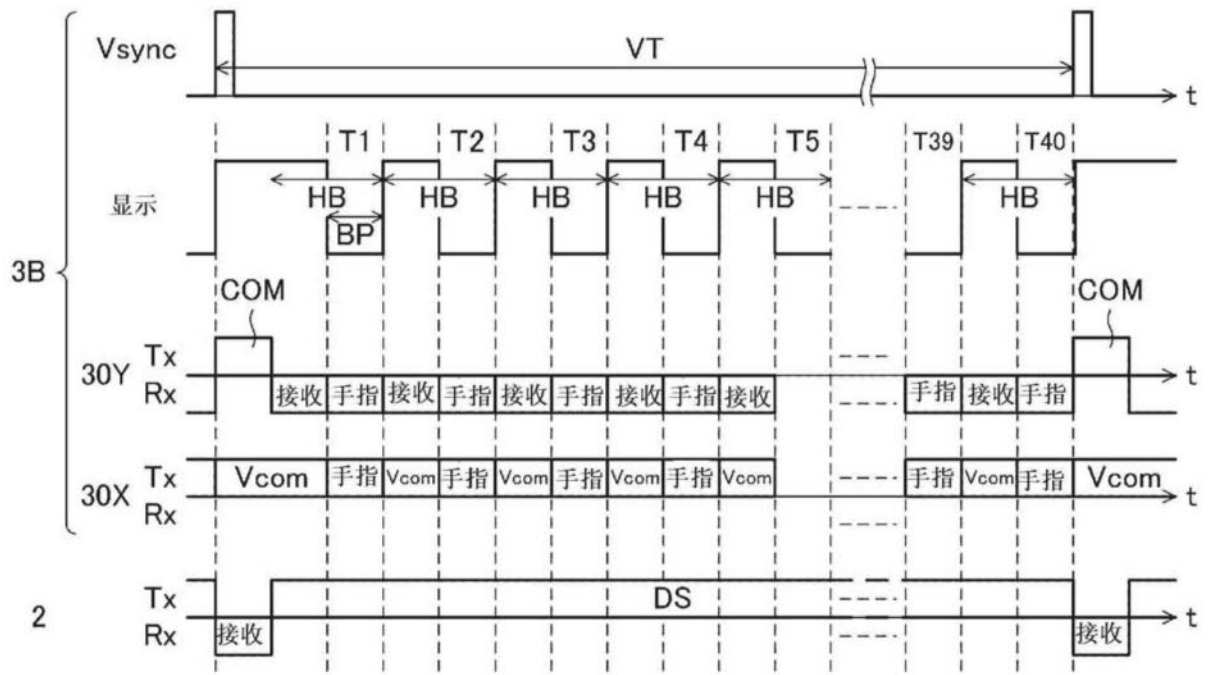 Vsync VT t
T1 T2 T3 T4 T5 T39 T40
显示 HB HB HB HB HB HB
BP
3B
COM COM
30Y Tx t
Rx 接收 手指 接收 手指 接收 手指 接收 手指 接收 手指 接收 手指
30X Tx Vcom 手指 Vcom 手指 Vcom 手指 Vcom 手指 Vcom 手指 Vcom 手指 Vcom
Rx t
2 Tx DS
Rx 接收 接收 t